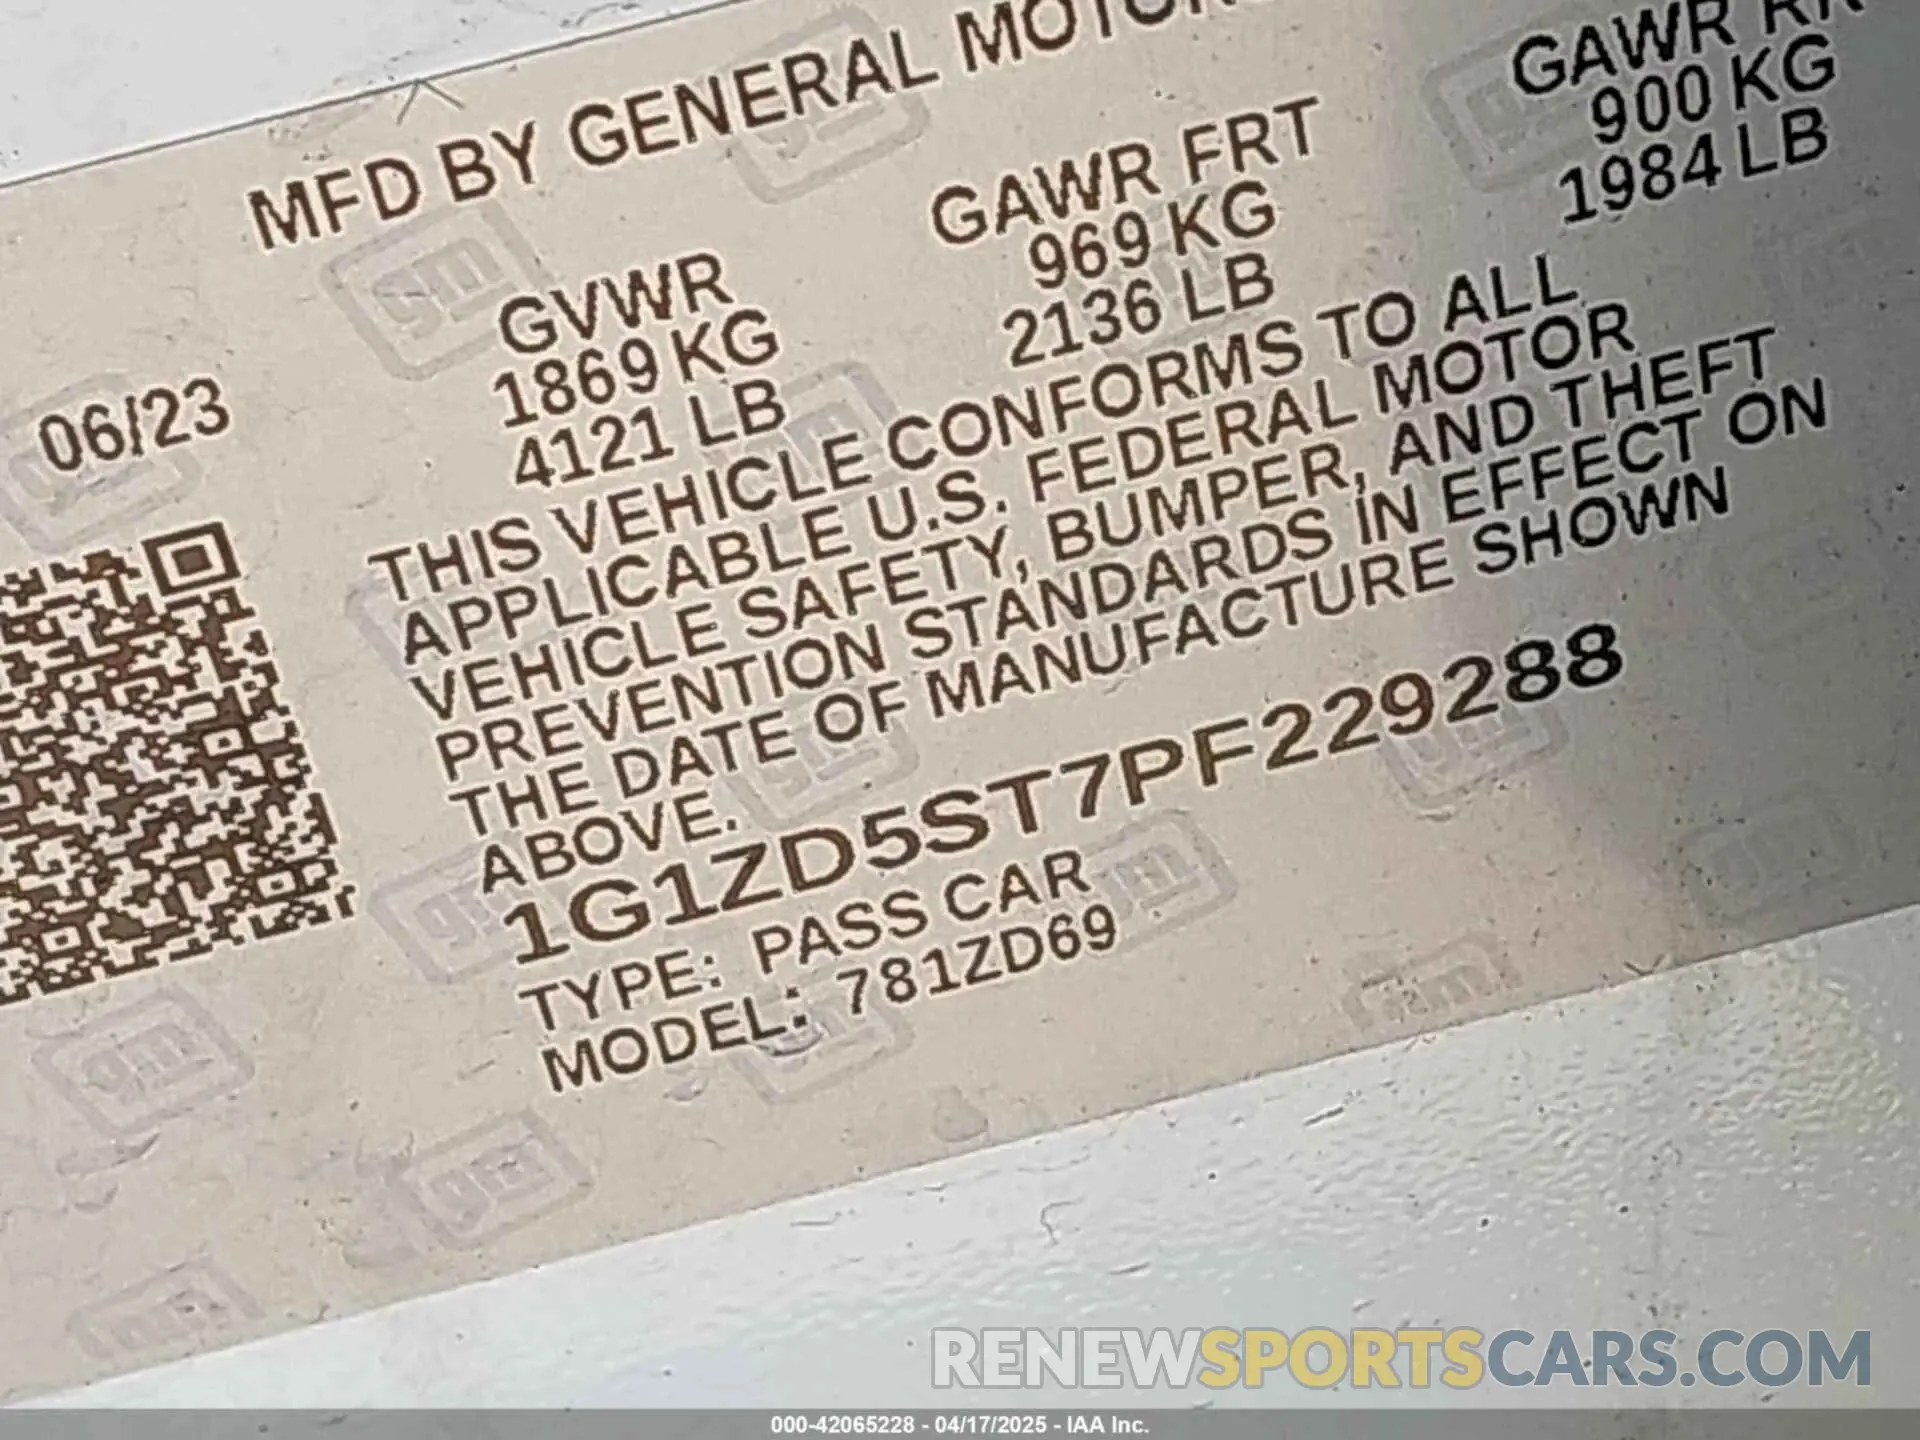 MFD BY GENERAL MOTORS
GAWR RR
900 KG
1984 LB
GAWR FRT
969 KG
2136 LB
GVWR
1869 KG
4121 LB
06/23
THIS VEHICLE CONFORMS TO ALL
APPLICABLE U.S. FEDERAL MOTOR
VEHICLE SAFETY, BUMPER, AND THEFT
PREVENTION STANDARDS IN EFFECT ON
THE DATE OF MANUFACTURE SHOWN
ABOVE.
1G1ZD5ST7PF229288
TYPE: PASS CAR
MODEL: 781ZD69
RENEWSPORTSCARS.COM
000-42065228 - 04/17/2025 - IAA Inc.